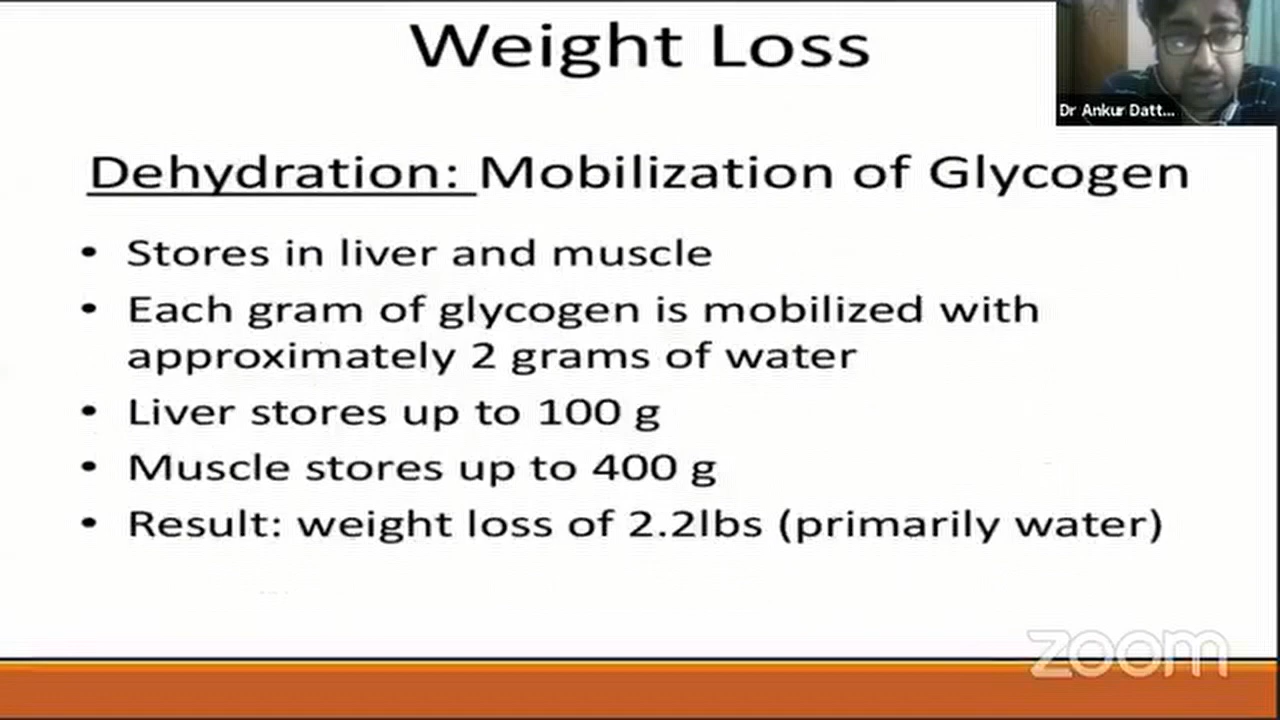 Weight Loss
Dr Ankur Datt...
Dehydration: Mobilization of Glycogen
• Stores in liver and muscle
• Each gram of glycogen is mobilized with
approximately 2 grams of water
• Liver stores up to 100 g
• Muscle stores up to 400 g
• Result: weight loss of 2.2lbs (primarily water)
zoom